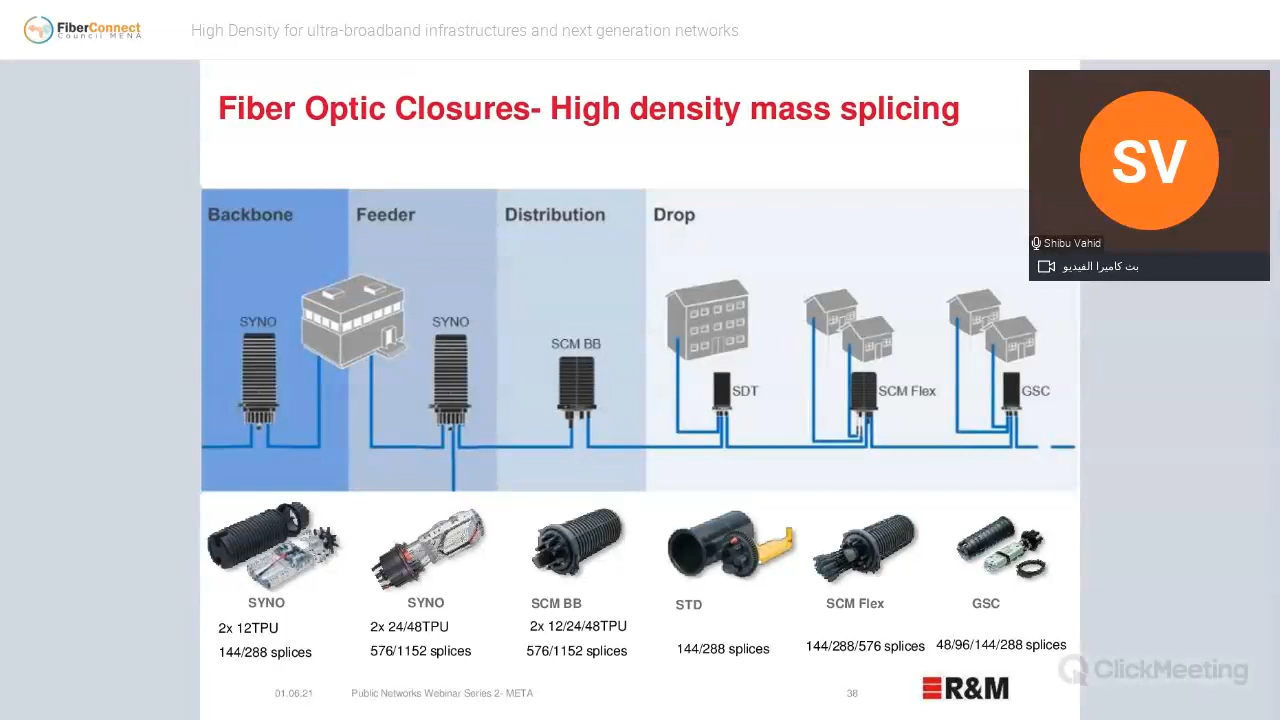 FiberConnect
Council MENA
High Density for ultra-broadband infrastructures and next generation networks
Fiber Optic Closures- High density mass splicing
SV
Shibu Vahid
بث كاميرا الفيديو
Backbone
Feeder
Distribution
Drop
SYNO
SYNO
SCM BB
SDT
SCM Flex
GSC
SYNO
2x 12TPU
144/288 splices
SYNO
2x 24/48TPU
576/1152 splices
SCM BB
2x 12/24/48TPU
576/1152 splices
STD
144/288 splices
SCM Flex
144/288/576 splices
GSC
48/96/144/288 splices
01.06.21
Public Networks Webinar Series 2- META
38
R&M
ClickMeeting